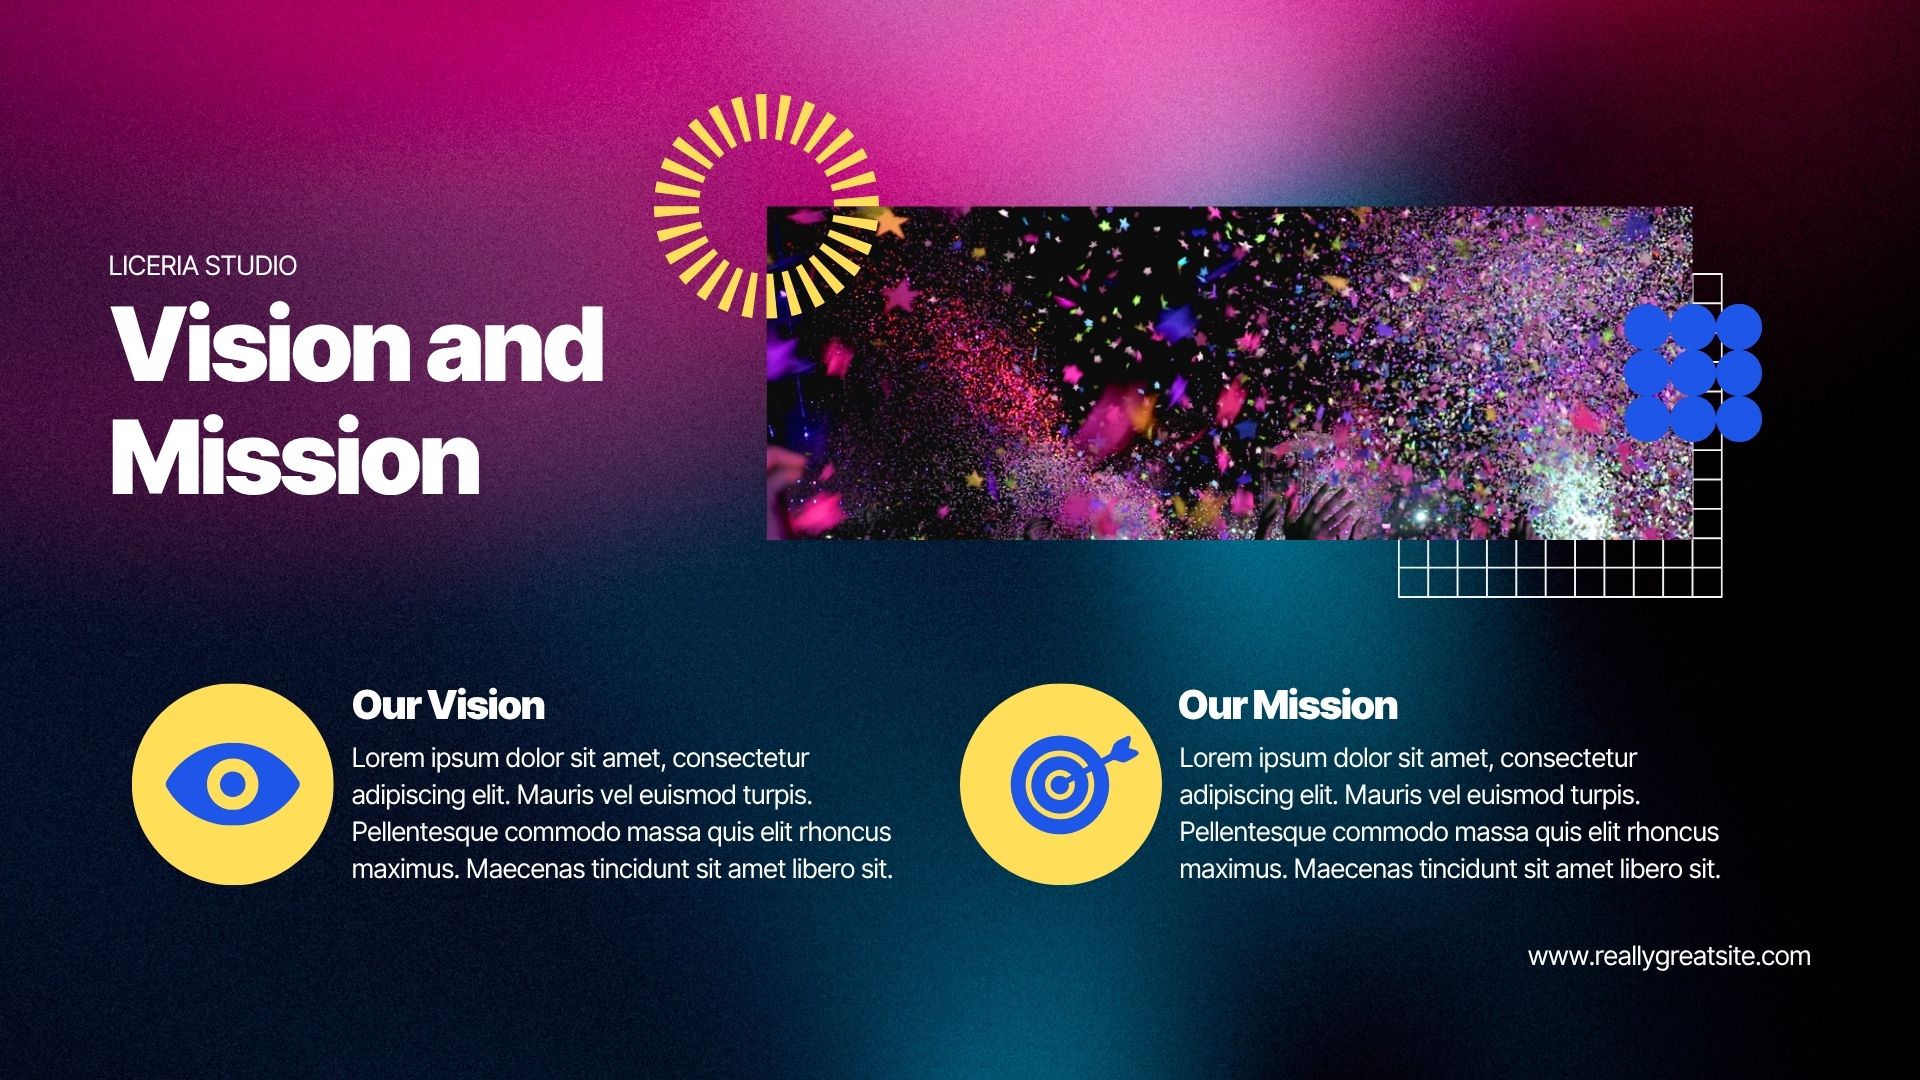 LICERIA STUDIO
Vision and
Mission
Our Vision
Lorem ipsum dolor sit amet, consectetur
adipiscing elit. Mauris vel euismod turpis.
Pellentesque commodo massa quis elit rhoncus
maximus. Maecenas tincidunt sit amet libero sit.
Our Mission
Lorem ipsum dolor sit amet, consectetur
adipiscing elit. Mauris vel euismod turpis.
Pellentesque commodo massa quis elit rhoncus
maximus. Maecenas tincidunt sit amet libero sit.
www.reallygreatsite.com